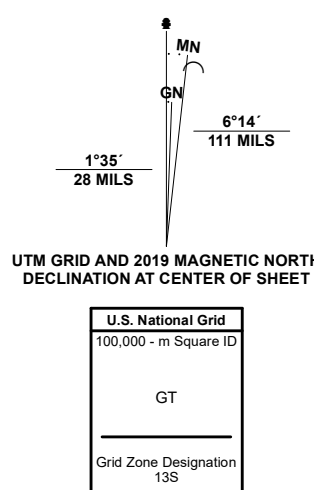 MN
GN
6°14´
111 MILS
1°35´
28 MILS
UTM GRID AND 2019 MAGNETIC NORTH
DECLINATION AT CENTER OF SHEET
U.S. National Grid
100,000 - m Square ID
GT
Grid Zone Designation
13S